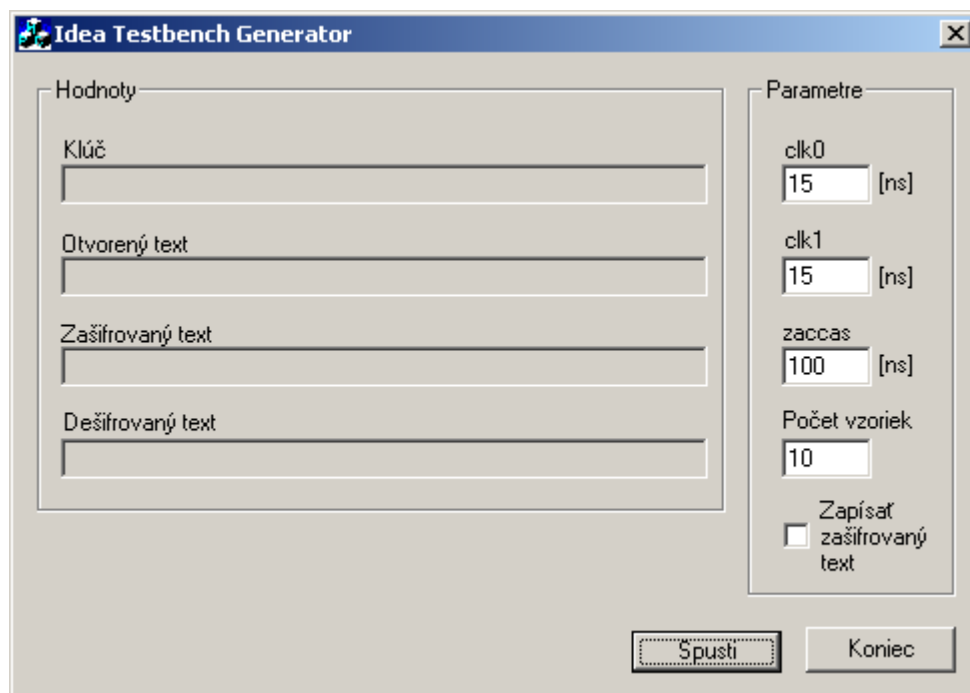 Idea Testbench Generator
Hodnoty
Klúč
Otvorený text
Zašifrovaný text
Dešifrovaný text
Parametre
clk0
15 [ns]
clk1
15 [ns]
zaccas
100 [ns]
Počet vzoriek
10
Zapísať
zašifrovaný
text
Spusti
Koniec